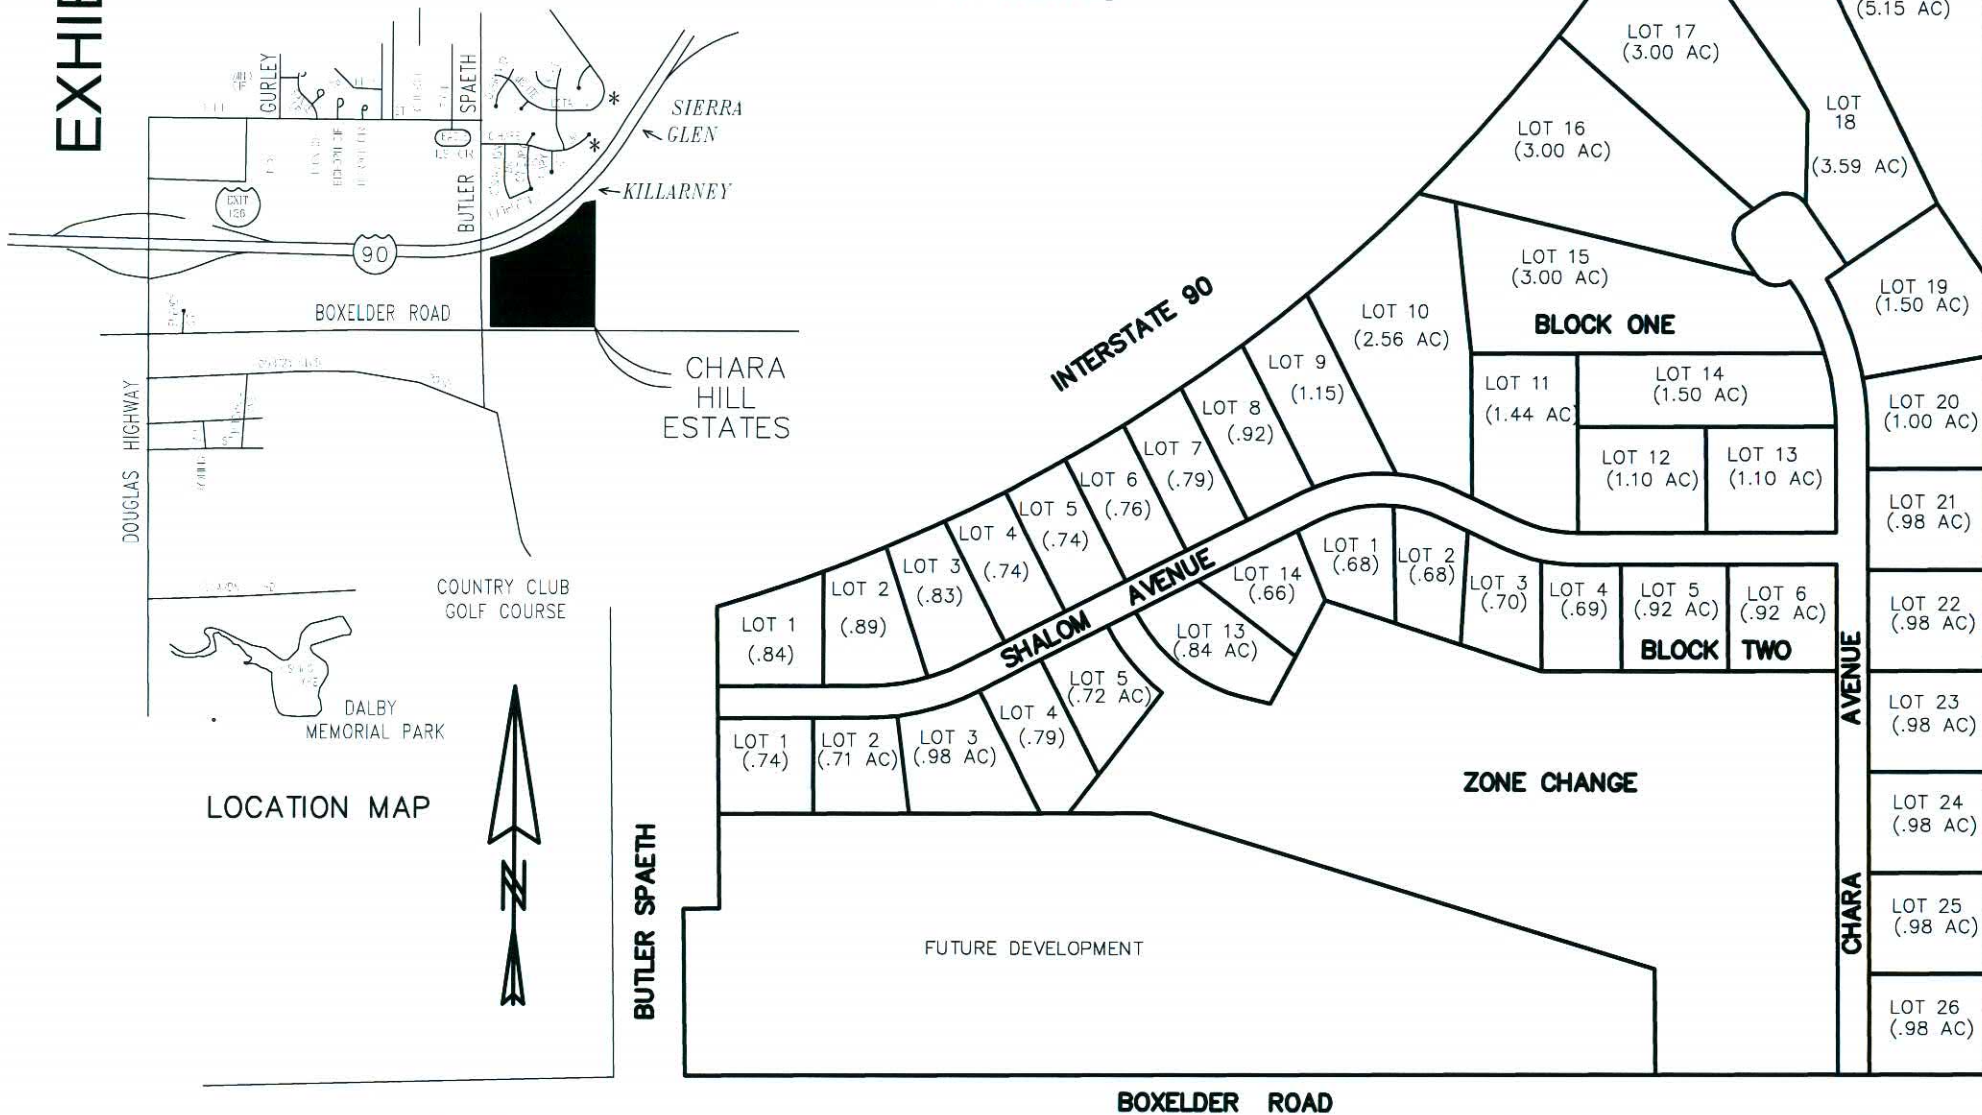 EXHIB
GURLEY
SPAETH
BUTLER
SIERRA
GLEN
KILLARNEY
EXIT
126
90
BOXELDER ROAD
DOUGLAS HIGHWAY
CHARA
HILL
ESTATES
COUNTRY CLUB
GOLF COURSE
DALBY
MEMORIAL PARK
LOCATION MAP
N
(5.15 AC)
LOT 17
(3.00 AC)
LOT
18
(3.59 AC)
LOT 16
(3.00 AC)
LOT 15
(3.00 AC)
BLOCK ONE
LOT 19
(1.50 AC)
INTERSTATE 90
LOT 10
(2.56 AC)
LOT 9
(1.15)
LOT 11
(1.44 AC)
LOT 14
(1.50 AC)
LOT 20
(1.00 AC)
LOT 8
(.92)
LOT 7
(.79)
LOT 6
(.76)
LOT 5
(.74)
LOT 4
(.74)
LOT 3
(.83)
LOT 2
(.89)
LOT 1
(.84)
LOT 12
(1.10 AC)
LOT 13
(1.10 AC)
LOT 21
(.98 AC)
SHALOM AVENUE
LOT 14
(.66)
LOT 13
(.84 AC)
LOT 1
(.68)
LOT 2
(.68)
LOT 3
(.70)
LOT 4
(.69)
LOT 5
(.92 AC)
LOT 6
(.92 AC)
BLOCK TWO
LOT 22
(.98 AC)
LOT 1
(.74)
LOT 2
(.71 AC)
LOT 3
(.98 AC)
LOT 4
(.79)
LOT 5
(.72 AC)
LOT 23
(.98 AC)
ZONE CHANGE
LOT 24
(.98 AC)
CHARA AVENUE
LOT 25
(.98 AC)
BUTLER SPAETH
FUTURE DEVELOPMENT
LOT 26
(.98 AC)
BOXELDER ROAD